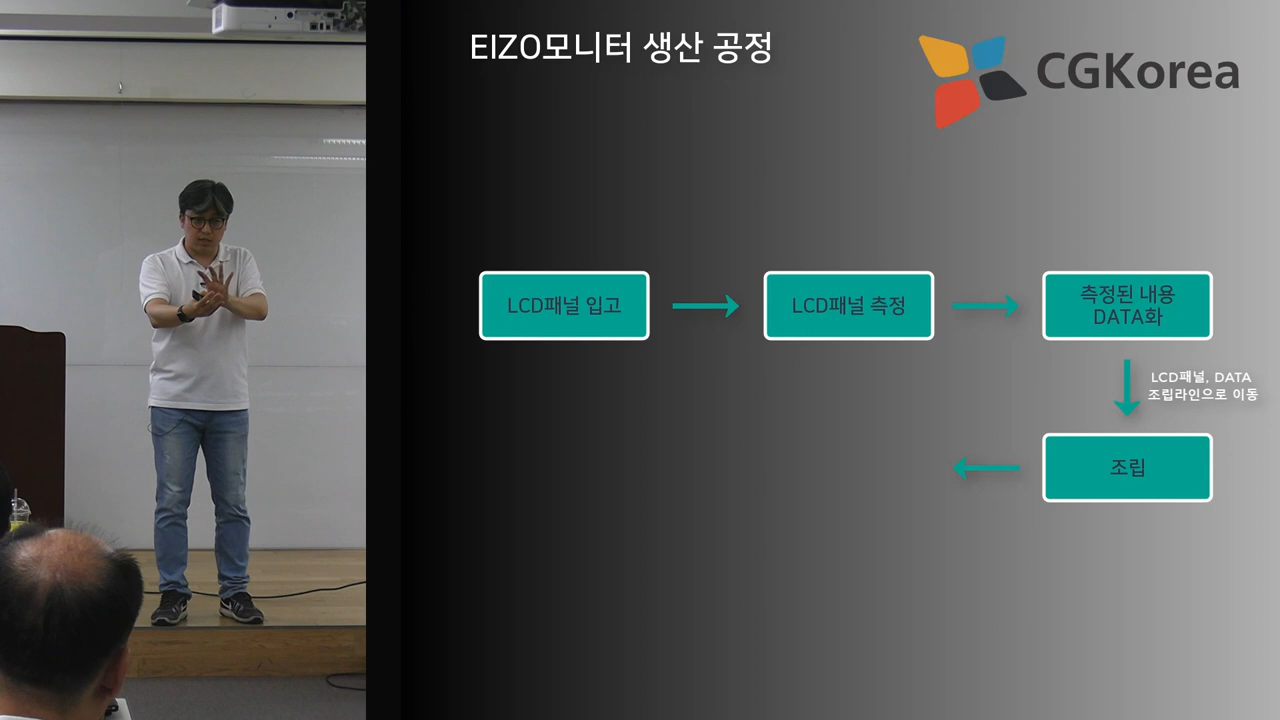 EIZO모니터 생산 공정
CGKorea
LCD패널 입고
LCD패널 측정
측정된 내용
DATA화
LCD패널, DATA
조립라인으로 이동
조립